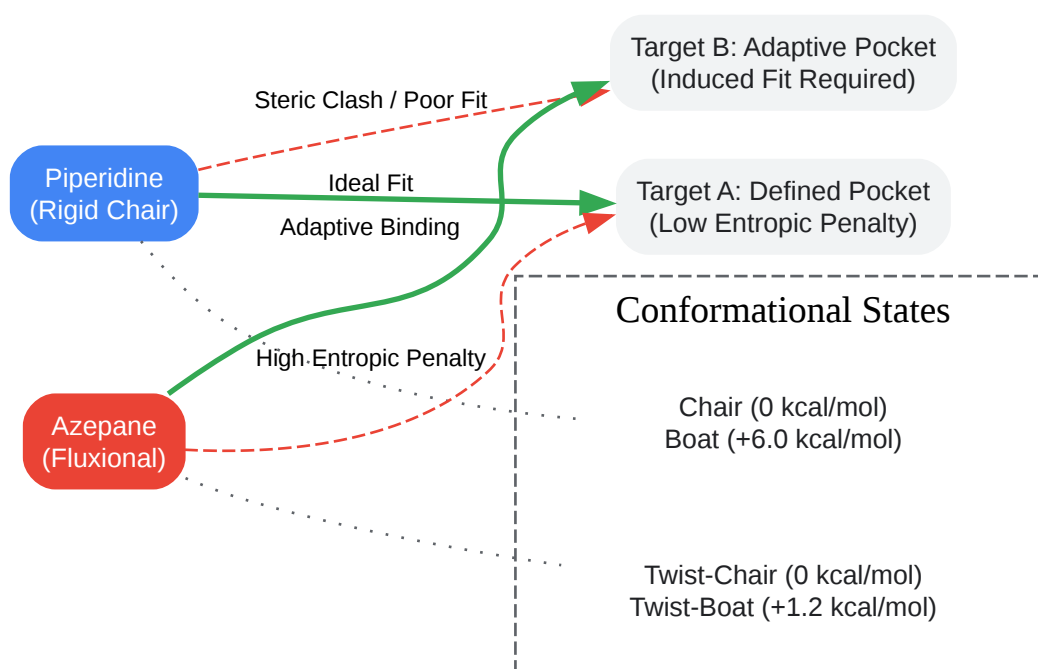 Target B: Adaptive Pocket
(Induced Fit Required)
Steric Clash / Poor Fit
Piperidine
(Rigid Chair)
Ideal Fit
Target A: Defined Pocket
(Low Entropic Penalty)
Adaptive Binding
Conformational States
High Entropic Penalty
Azepane
(Fluxional)
Chair (0 kcal/mol)
Boat (+6.0 kcal/mol)
Twist-Chair (0 kcal/mol)
Twist-Boat (+1.2 kcal/mol)